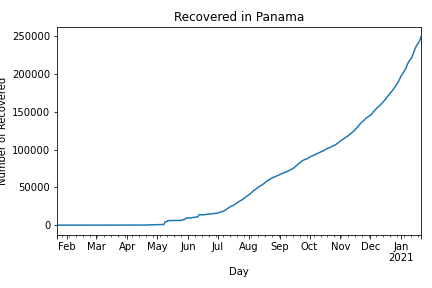 Recovered in Panama
Number of Recovered
250000
200000
150000
100000
50000
0
Feb Mar Apr May Jun Jul Aug Sep Oct Nov Dec Jan
2021
Day